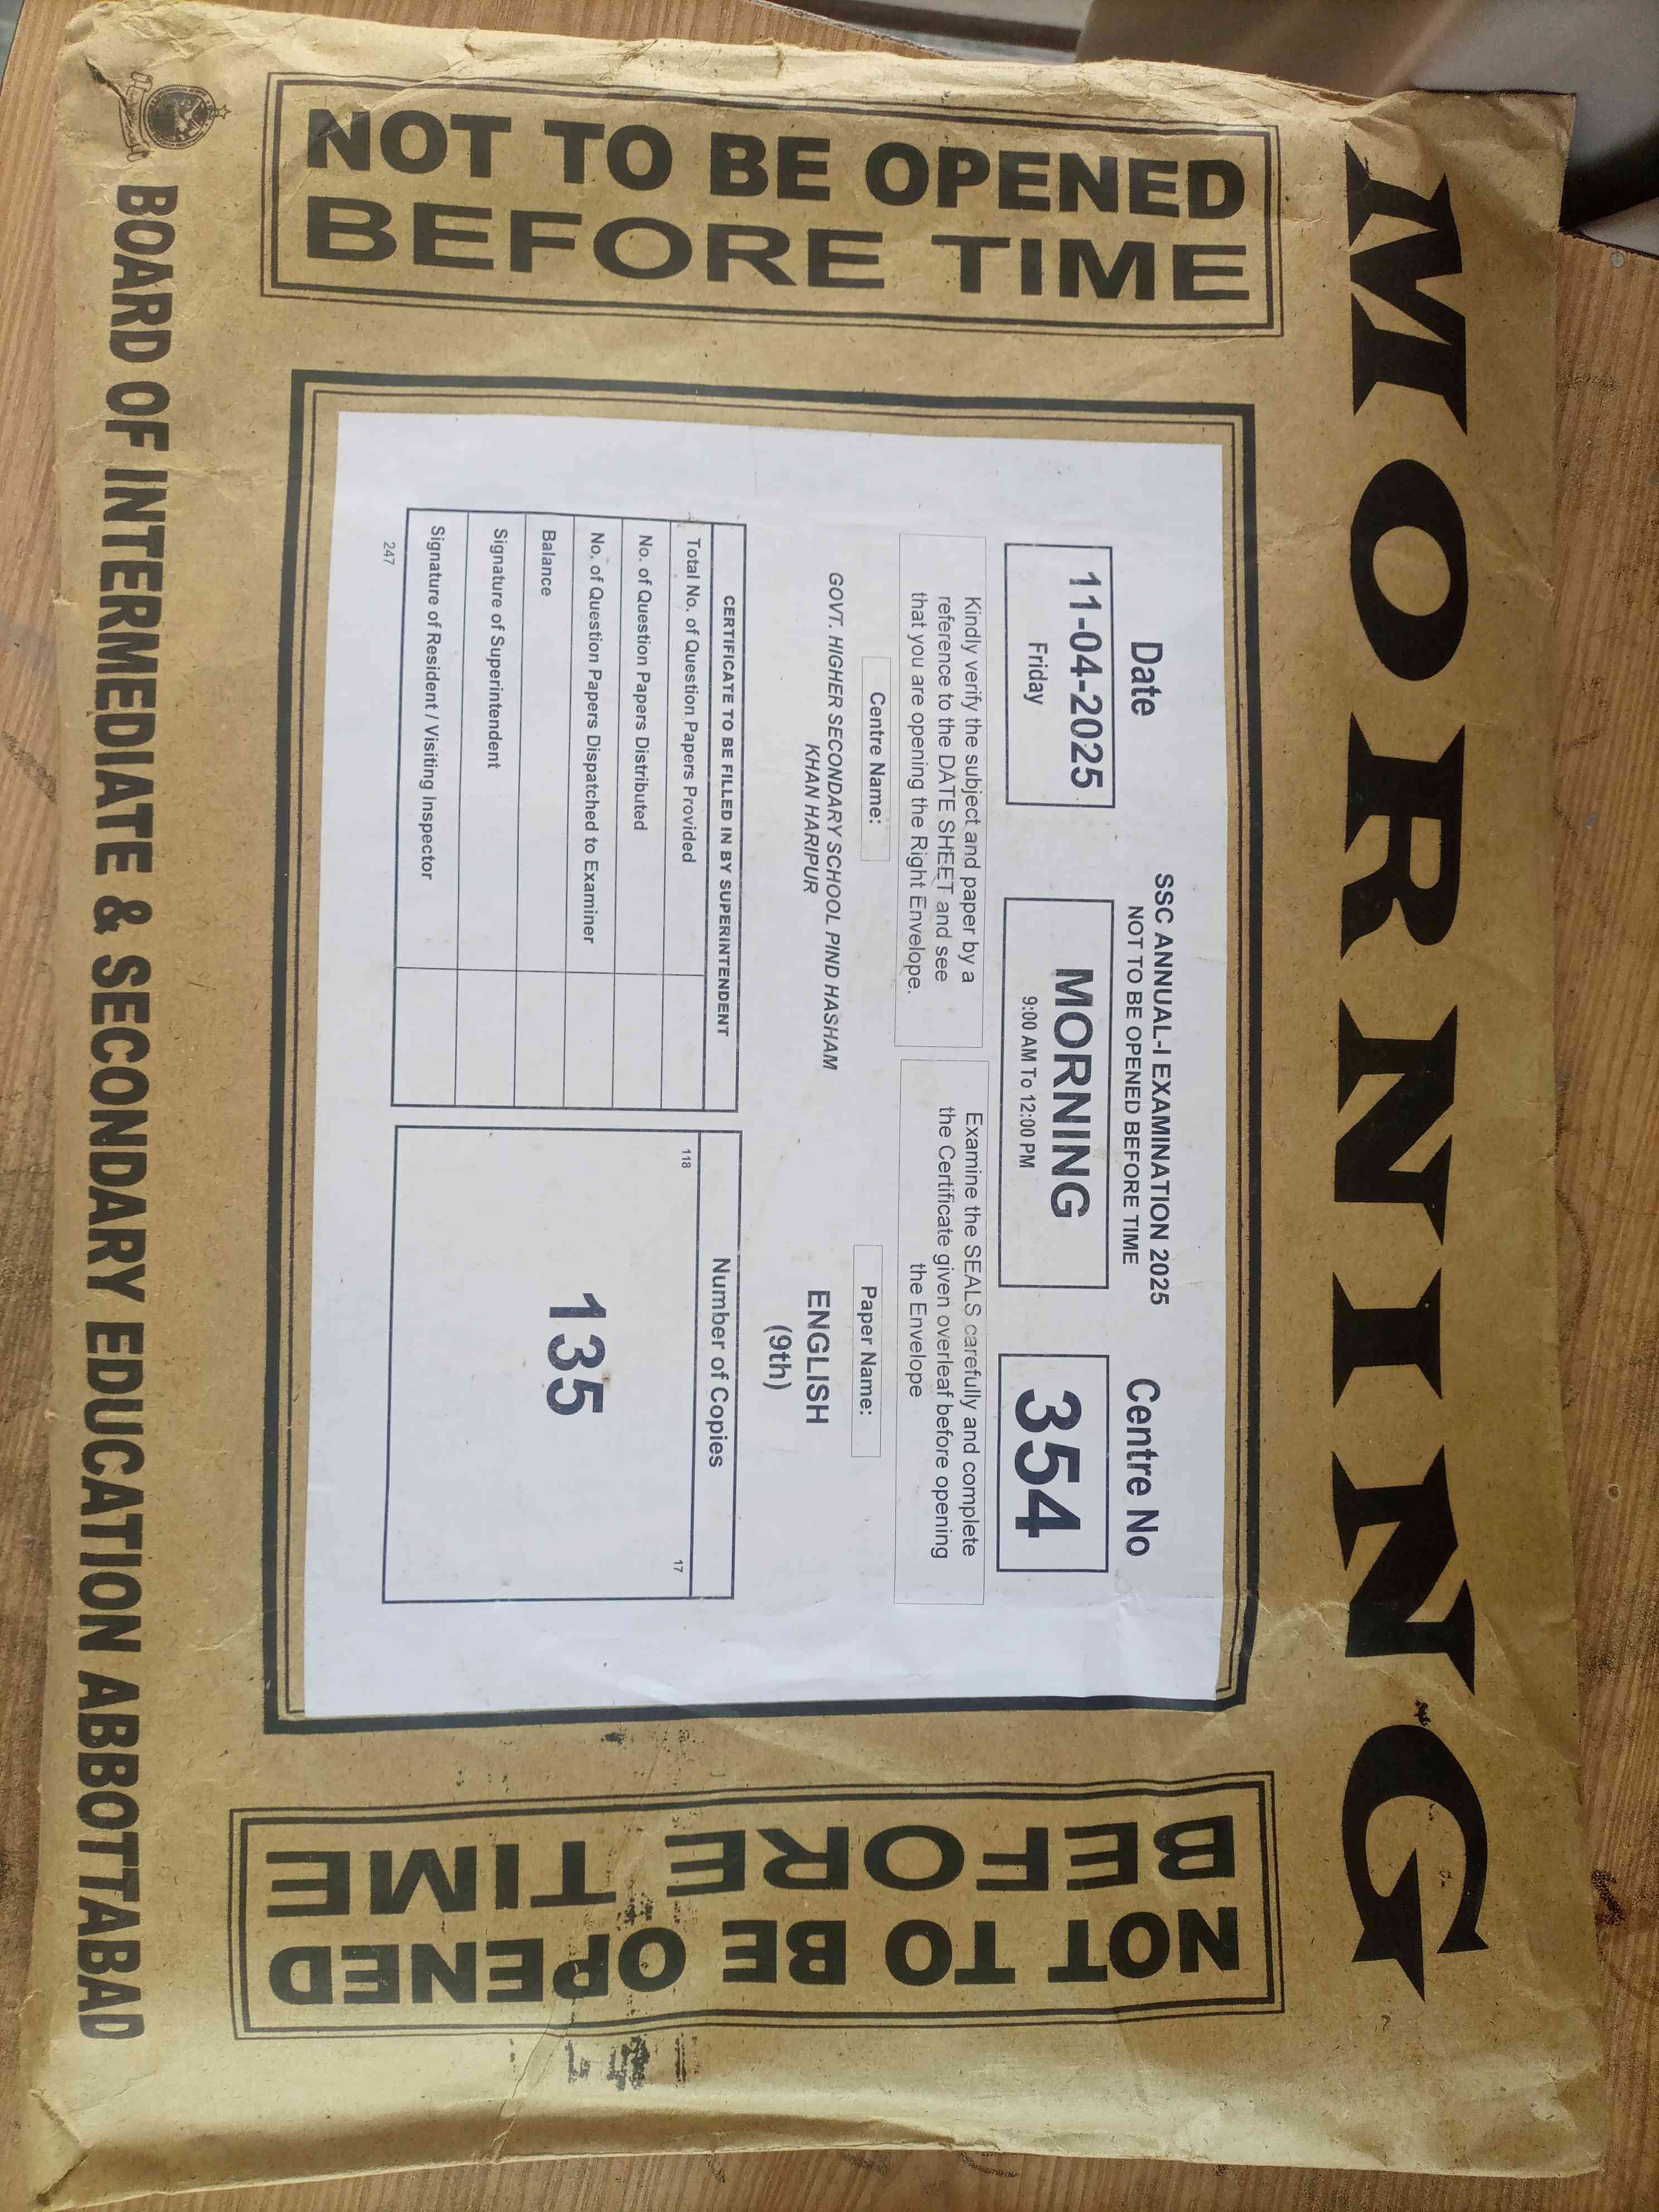 MORNING
NOT TO BE OPENED
BEFORE TIME
SSC ANNUAL-I EXAMINATION 2025
NOT TO BE OPENED BEFORE TIME
Date
11-04-2025
Friday
MORNING
9:00 AM To 12:00 PM
Centre No
354
Kindly verify the subject and paper by a
reference to the DATE SHEET and see
that you are opening the Right Envelope.
Examine the SEALS carefully and complete
the Certificate given overleaf before opening
the Envelope
Centre Name:
GOVT. HIGHER SECONDARY SCHOOL PIND HASHAM
KHAN HARIPUR
Paper Name:
ENGLISH
(9th)
CERTIFICATE TO BE FILLED IN BY SUPERINTENDENT
Total No. of Question Papers Provided
No. of Question Papers Distributed
No. of Question Papers Dispatched to Examiner
Balance
Signature of Superintendent
Signature of Resident / Visiting Inspector
247
Number of Copies
118
17
135
NOT TO BE OPENED
BEFORE TIME
BOARD OF INTERMEDIATE & SECONDARY EDUCATION ABBOTTABAD